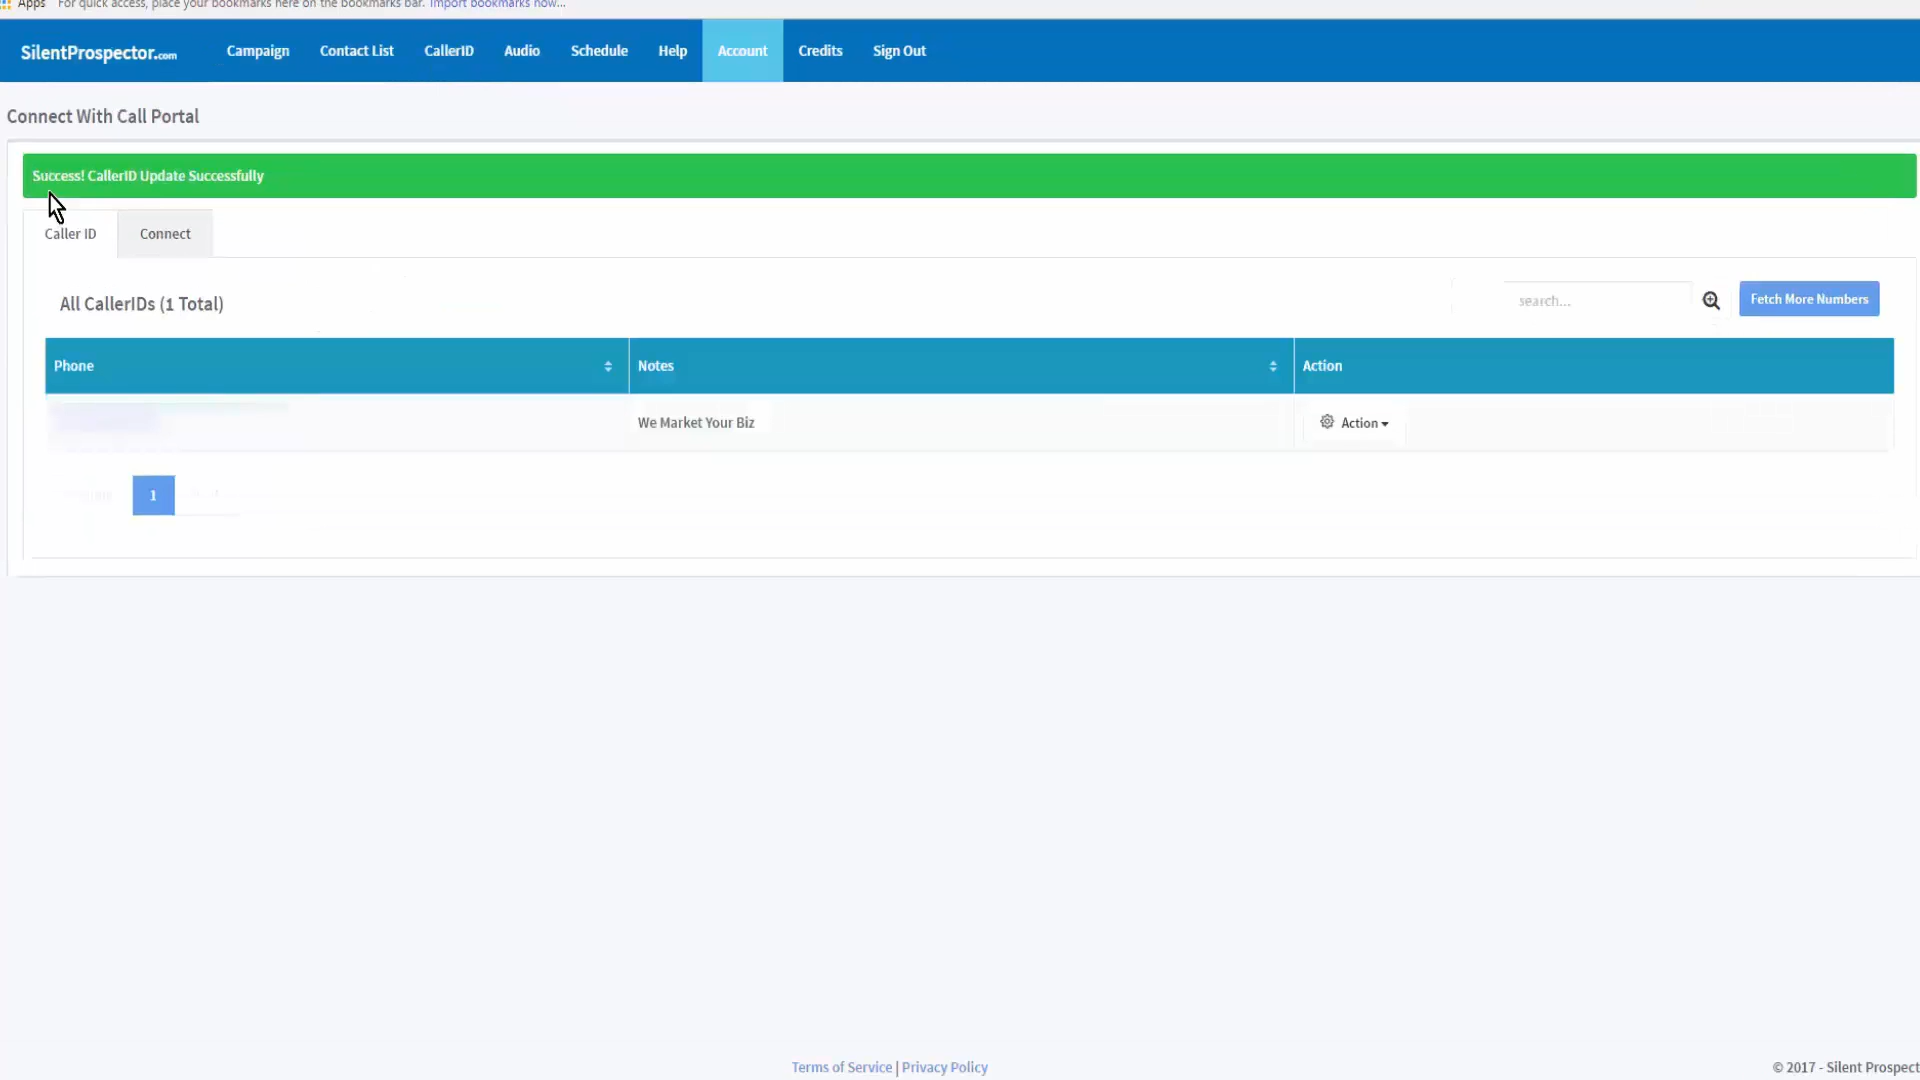 Apps For quick access, place your bookmarks here on the bookmarks bar. Import bookmarks now...
SilentProspector.com Campaign Contact List CallerID Audio Schedule Help Account Credits Sign Out
Connect With Call Portal
Success! CallerID Update Successfully
Caller ID Connect
All CallerIDs (1 Total) search... Fetch More Numbers
Phone Notes Action
We Market Your Biz Action
1
Terms of Service | Privacy Policy © 2017 - Silent Prospect